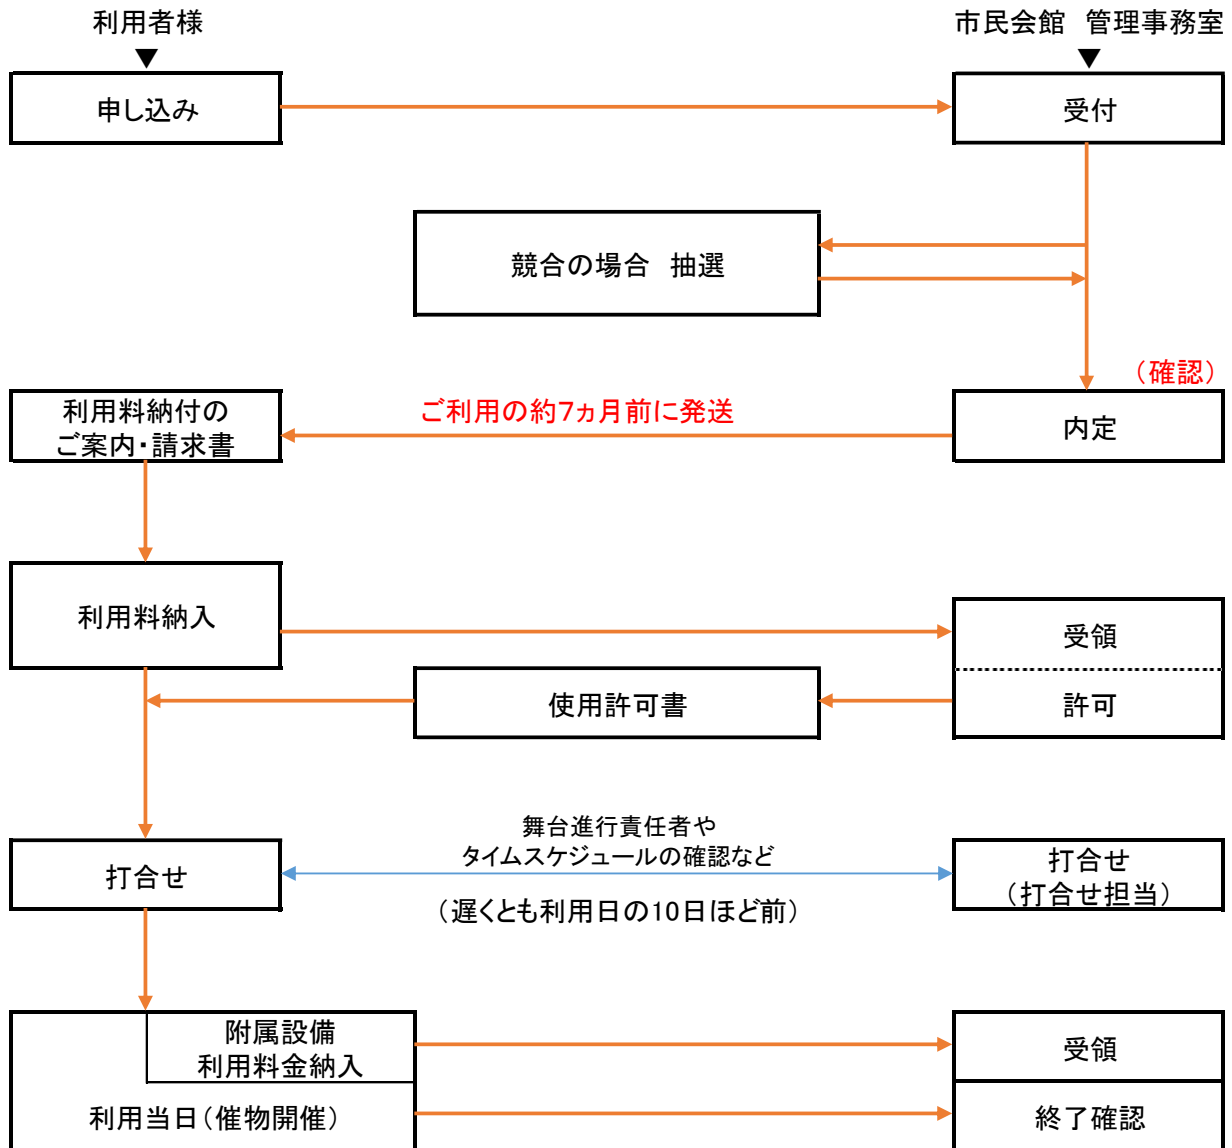 利用者様
市民会館　管理事務室
▼
▼
申し込み
受付
競合の場合　抽選
（確認）
利用料納付の
ご案内・請求書
ご利用の約7ヵ月前に発送
内定
利用料納入
受領
使用許可書
許可
舞台進行責任者や
タイムスケジュールの確認など
打合せ
打合せ
（打合せ担当）
（遅くとも利用日の10日ほど前）
附属設備
利用料金納入
受領
利用当日（催物開催）
終了確認